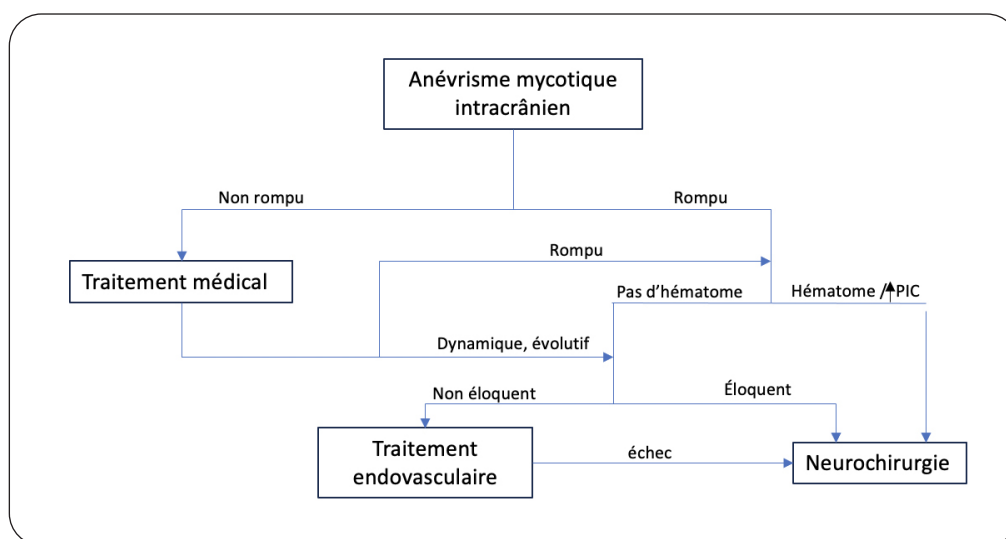 Anévrisme mycotique
intracrânien
Non rompu
Rompu
Traitement médical
Rompu
Pas d'hématome
Hématome /↑PIC
Dynamique, évolutif
Non éloquent
Éloquent
Traitement
endovasculaire
échec
Neurochirurgie